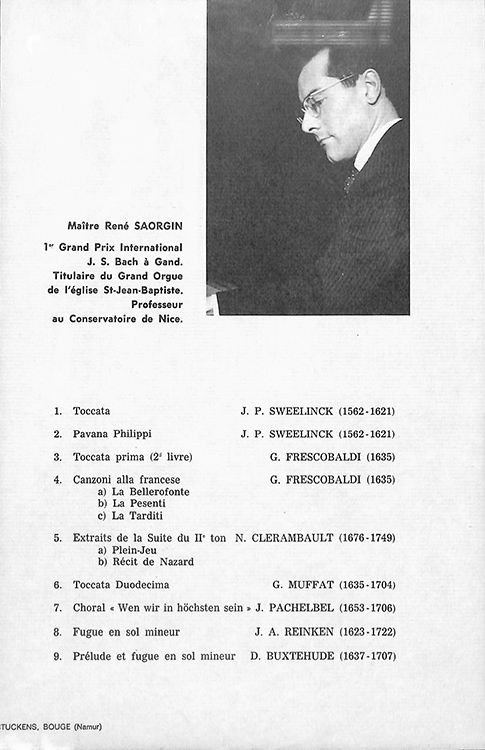 Maître René SAORGIN
1er Grand Prix International
J. S. Bach à Gand.
Titulaire du Grand Orgue
de l'église St-Jean-Baptiste.
Professeur
au Conservatoire de Nice.
1. Toccata J. P. SWEELINCK (1562-1621)
2. Pavana Philippi J. P. SWEELINCK (1562-1621)
3. Toccata prima (2d livre) G. FRESCOBALDI (1635)
4. Canzoni alla francese G. FRESCOBALDI (1635)
a) La Bellerofonte
b) La Pesenti
c) La Tarditi
5. Extraits de la Suite du IIe ton N. CLERAMBAULT (1676-1749)
a) Plein-Jeu
b) Récit de Nazard
6. Toccata Duodecima G. MUFFAT (1635-1704)
7. Choral « Wen wir in höchsten sein » J. PACHELBEL (1653-1706)
8. Fugue en sol mineur J. A. REINKEN (1623-1722)
9. Prélude et fugue en sol mineur D. BUXTEHUDE (1637-1707)
TUCKENS, BOUGE (Namur)